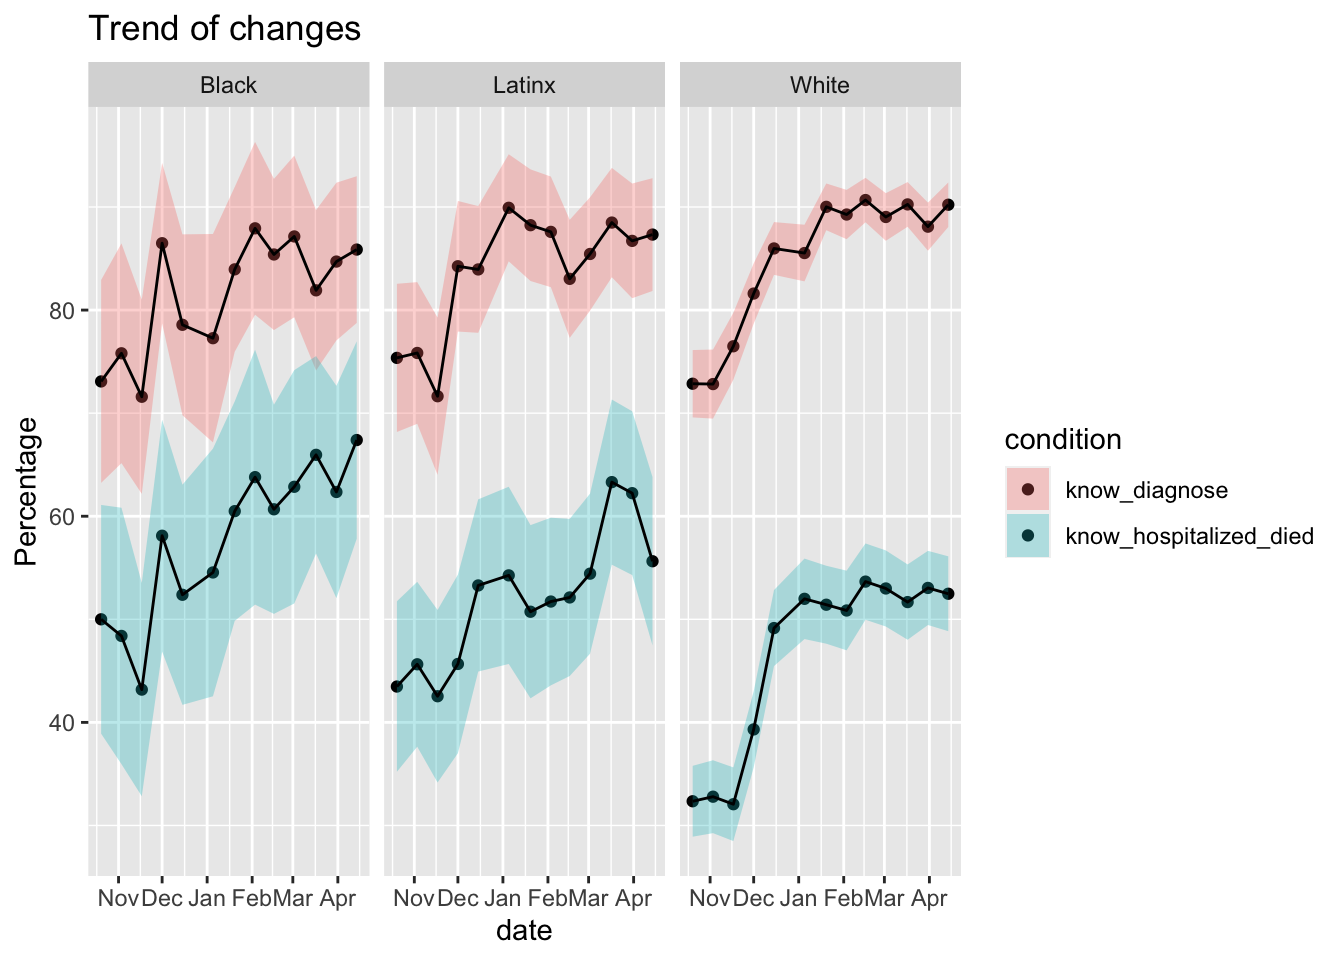 Trend of changes
Black
Latinx
White
Percentage
80
60
40
Nov Dec Jan Feb Mar Apr
Nov Dec Jan Feb Mar Apr
Nov Dec Jan Feb Mar Apr
date
condition
know_diagnose
know_hospitalized_died